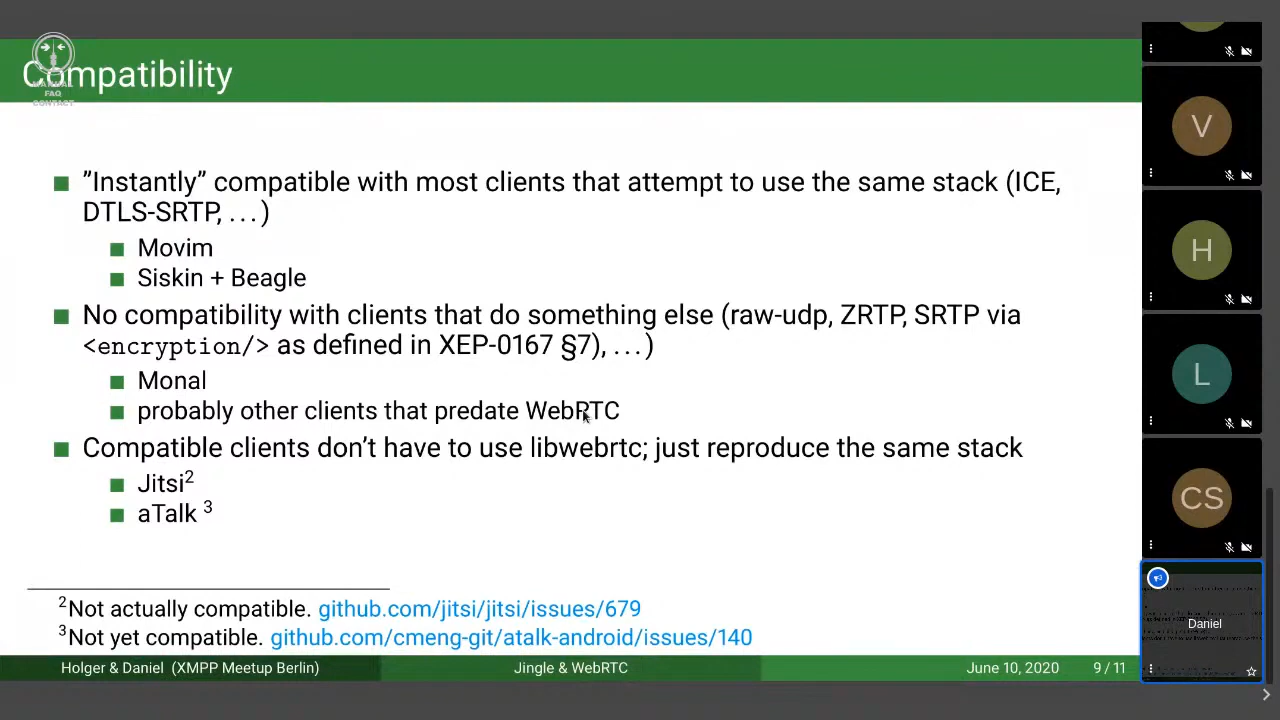 Compatibility
MANUAL
FAQ
CONTACT
”Instantly” compatible with most clients that attempt to use the same stack (ICE,
DTLS-SRTP, ...)
Movim
Siskin + Beagle
No compatibility with clients that do something else (raw-udp, ZRTP, SRTP via
<encryption/> as defined in XEP-0167 §7), ...)
Monal
probably other clients that predate WebRTC
Compatible clients don’t have to use libwebrtc; just reproduce the same stack
Jitsi2
aTalk 3
2Not actually compatible. github.com/jitsi/jitsi/issues/679
3Not yet compatible. github.com/cmeng-git/atalk-android/issues/140
Holger & Daniel (XMPP Meetup Berlin) Jingle & WebRTC June 10, 2020 9 / 11
V
H
L
CS
Daniel